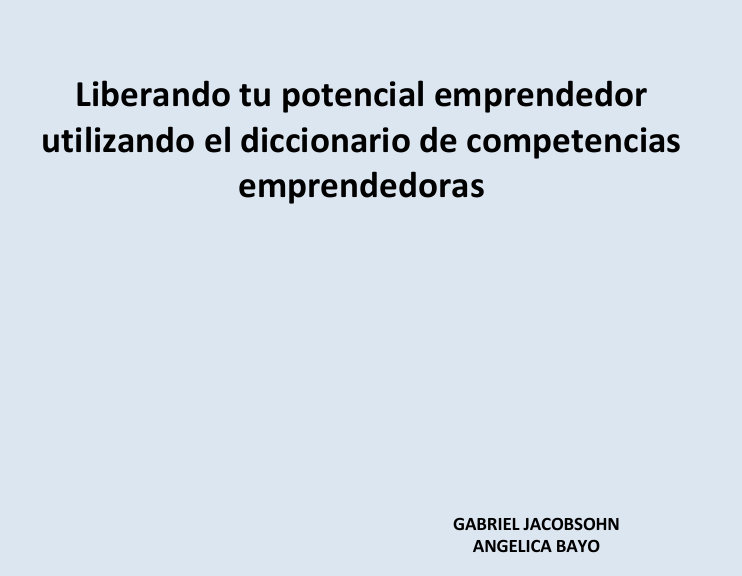 Liberando tu potencial emprendedor
utilizando el diccionario de competencias
emprendedoras
GABRIEL JACOBSOHN
ANGELICA BAYO